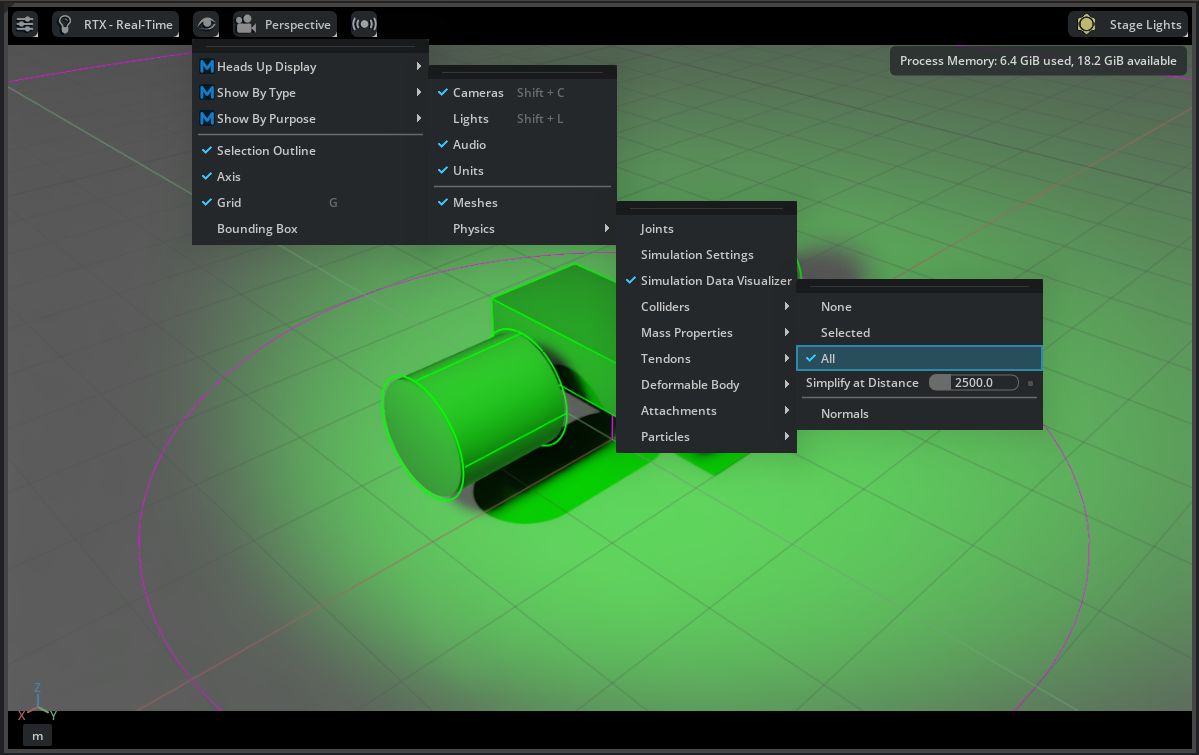 RTX - Real-Time
Perspective
Stage Lights
Process Memory: 6.4 GiB used, 18.2 GiB available
Heads Up Display
Show By Type
Show By Purpose
Selection Outline
Axis
Grid G
Bounding Box
Cameras Shift + C
Lights Shift + L
Audio
Units
Meshes
Physics
Joints
Simulation Settings
Simulation Data Visualizer
Colliders
Mass Properties
Tendons
Deformable Body
Attachments
Particles
None
Selected
All
Simplify at Distance 2500.0
Normals
Z
X Y
m